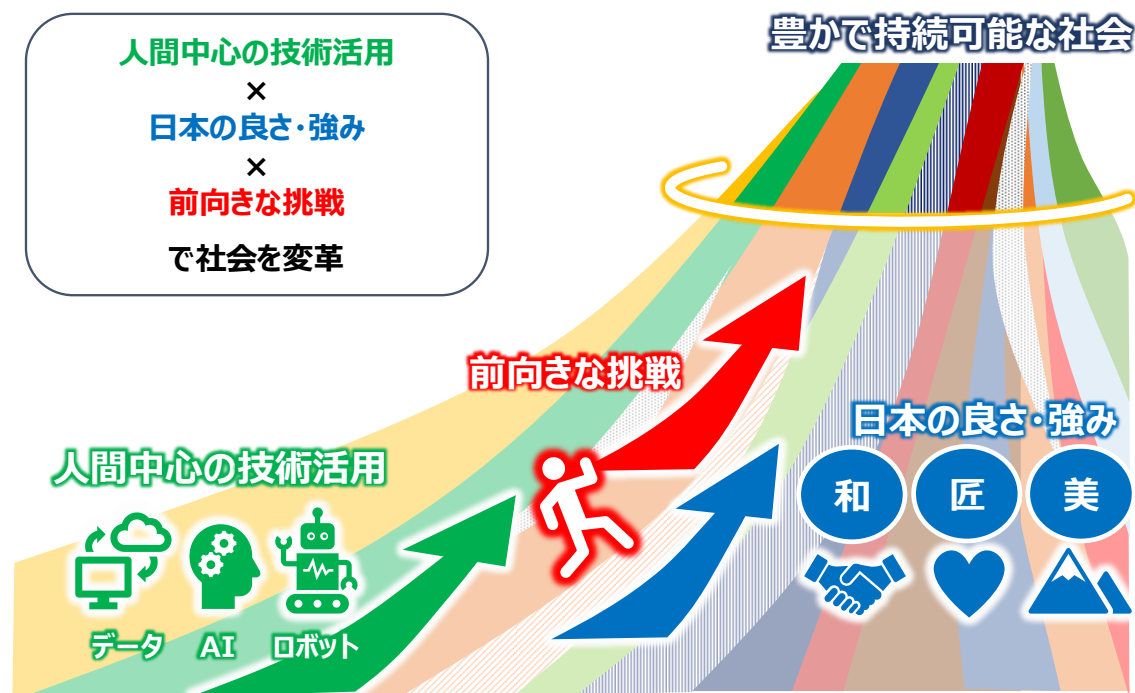 人間中心の技術活用
×
日本の良さ・強み
×
前向きな挑戦
で社会を変革
豊かで持続可能な社会
前向きな挑戦
日本の良さ・強み
和 匠 美
人間中心の技術活用
データ AI ロボット